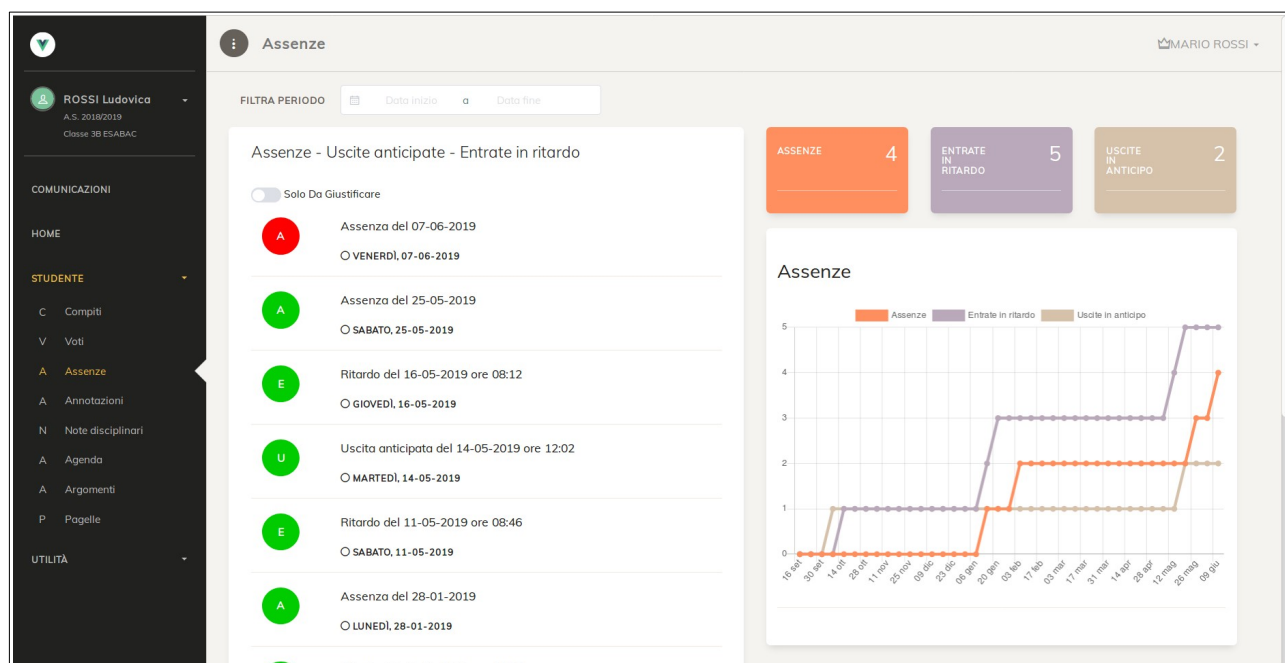 Assenze
MARIO ROSSI
ROSSI Ludovica
A.S. 2018/2019
Classe 3B ESABAC
COMUNICAZIONI
HOME
STUDENTE
C Compiti
V Voti
A Assenze
A Annotazioni
N Note disciplinari
A Agenda
A Argomenti
P Pagelle
UTILITÀ
FILTRA PERIODO
Data inizio a Data fine
Assenze - Uscite anticipate - Entrate in ritardo
Solo Da Giustificare
A
Assenza del 07-06-2019
VENERDÌ, 07-06-2019
A
Assenza del 25-05-2019
SABATO, 25-05-2019
E
Ritardo del 16-05-2019 ore 08:12
GIOVEDÌ, 16-05-2019
U
Uscita anticipata del 14-05-2019 ore 12:02
MARTEDÌ, 14-05-2019
E
Ritardo del 11-05-2019 ore 08:46
SABATO, 11-05-2019
A
Assenza del 28-01-2019
LUNEDÌ, 28-01-2019
ASSENZE
4
ENTRATE
IN
RITARDO
5
USCITE
IN
ANTICIPO
2
Assenze
Assenze Entrate in ritardo Uscite in anticipo
5
4
3
2
1
0
16 set
30 set
14 ott
28 ott
11 nov
25 nov
09 dic
23 dic
06 gen
20 gen
03 feb
17 feb
03 mar
17 mar
31 mar
14 apr
28 apr
12 mag
26 mag
09 giu